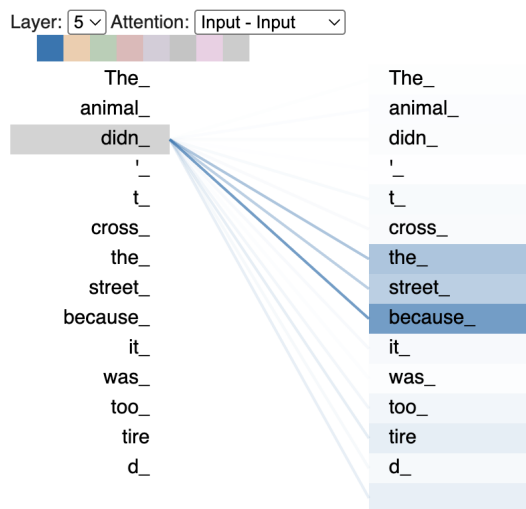 Layer: 5 Attention: Input - Input
The_ The_
animal_ animal_
didn_ didn_
'_ '_
t_ t_
cross_ cross_
the_ the_
street_ street_
because_ because_
it_ it_
was_ was_
too_ too_
tire tire
d_ d_